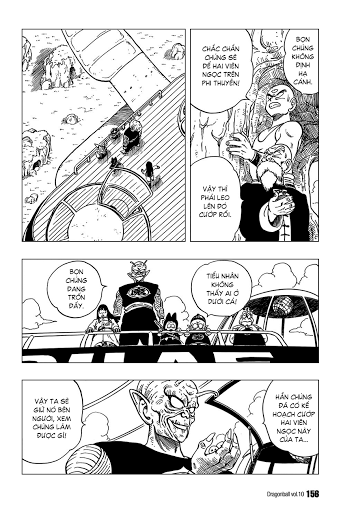 BỌN
CHÚNG
KHÔNG
ĐỊNH
HẠ
CÁNH.
CHẮC CHẮN
CHÚNG SẼ
ĐỂ HAI VIÊN
NGỌC TRÊN
PHI THUYỀN!
VẬY THÌ
PHẢI LEO
LÊN ĐÓ
CƯỚP RỒI.
BỌN
CHÚNG
ĐANG
TRỐN
ĐẤY.
TIỂU NHÂN
KHÔNG
THẤY AI Ở
DƯỚI CẢ!
HẲN CHÚNG
ĐÃ CÓ KẾ
HOẠCH CƯỚP
HAI VIÊN
NGỌC NÀY
CỦA TA...
VẬY TA SẼ
GIỮ NÓ BÊN
NGƯỜI, XEM
CHÚNG LÀM
ĐƯỢC GÌ!
Dragonball vol.10 156